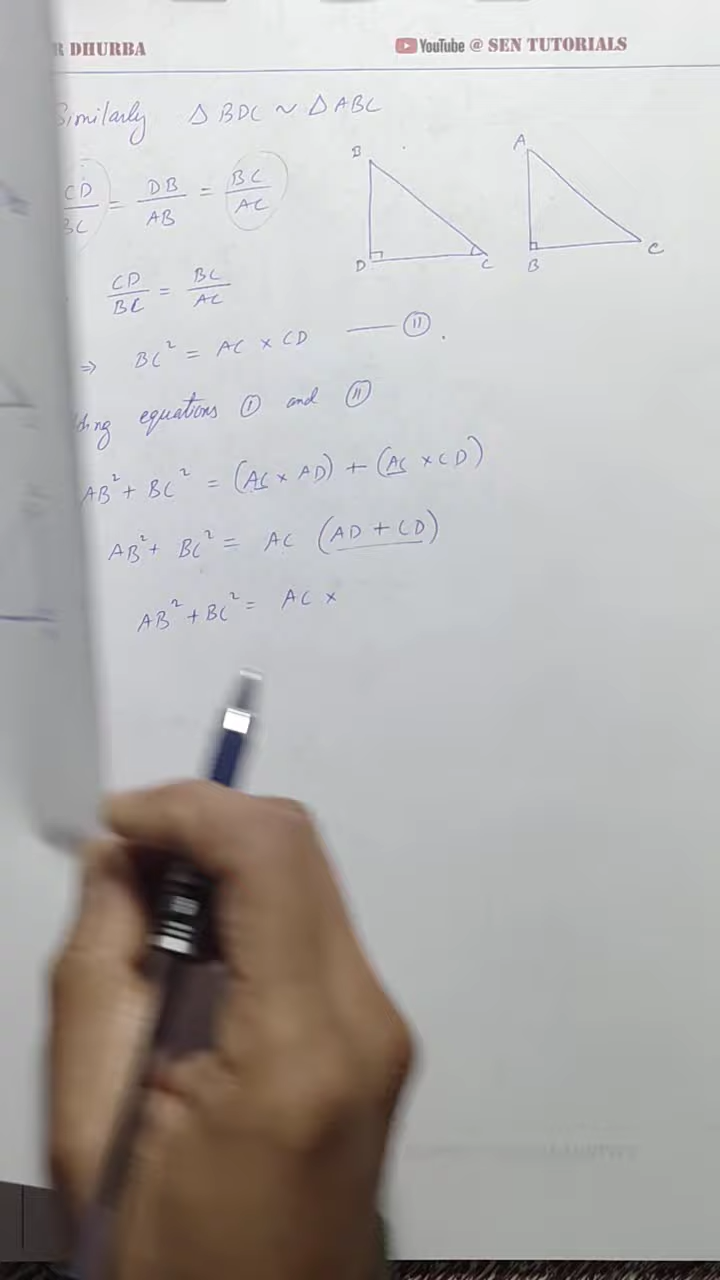 R DHURBA
YouTube @ SEN TUTORIALS
Similarly △ BDC ~ △ ABC
CD/BC = DB/AB = BC/AC
B
D
C
A
B
C
CD/BC = BC/AC
⇒ BC² = AC × CD —— (II).
ding equations (I) and (II)
AB² + BC² = (AC × AD) + (AC × CD)
AB² + BC² = AC (AD + CD)
AB² + BC² = AC ×